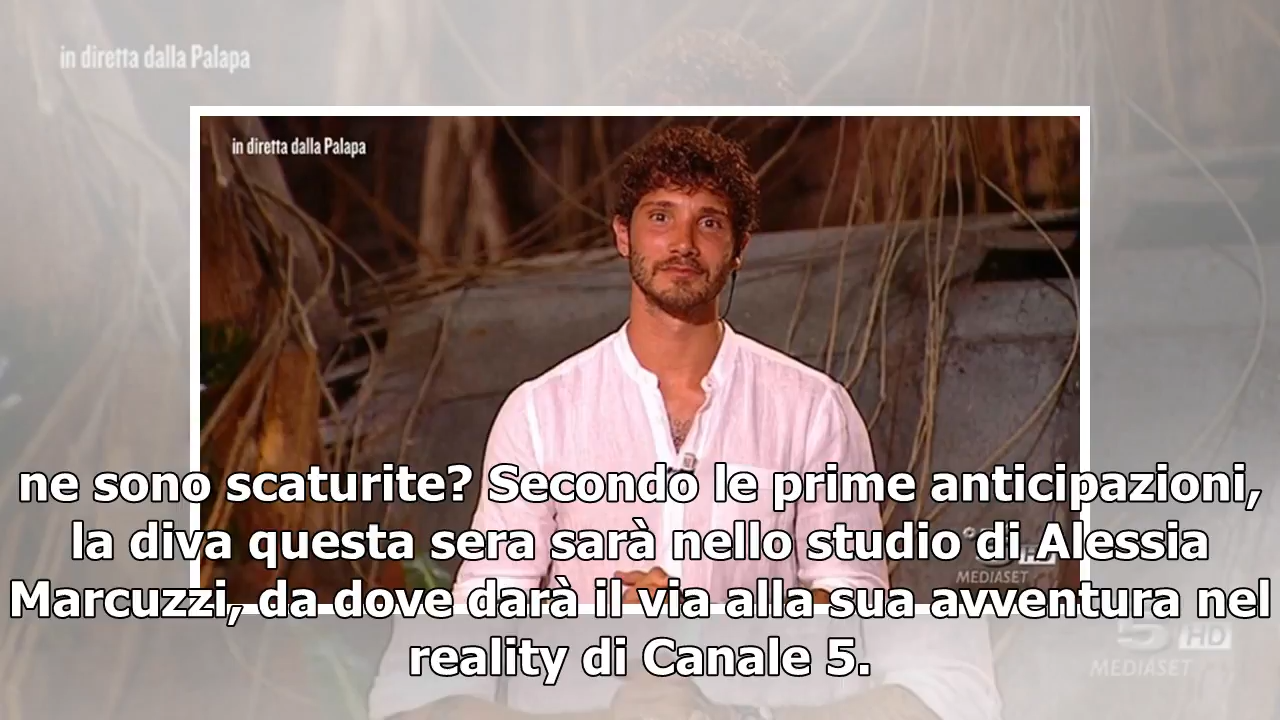 in diretta dalla Palapa
in diretta dalla Palapa
ne sono scaturite? Secondo le prime anticipazioni,
la diva questa sera sarà nello studio di Alessia
Marcuzzi, da dove darà il via alla sua avventura nel
reality di Canale 5.
5 HD
MEDIASET
5 HD
MEDIASET